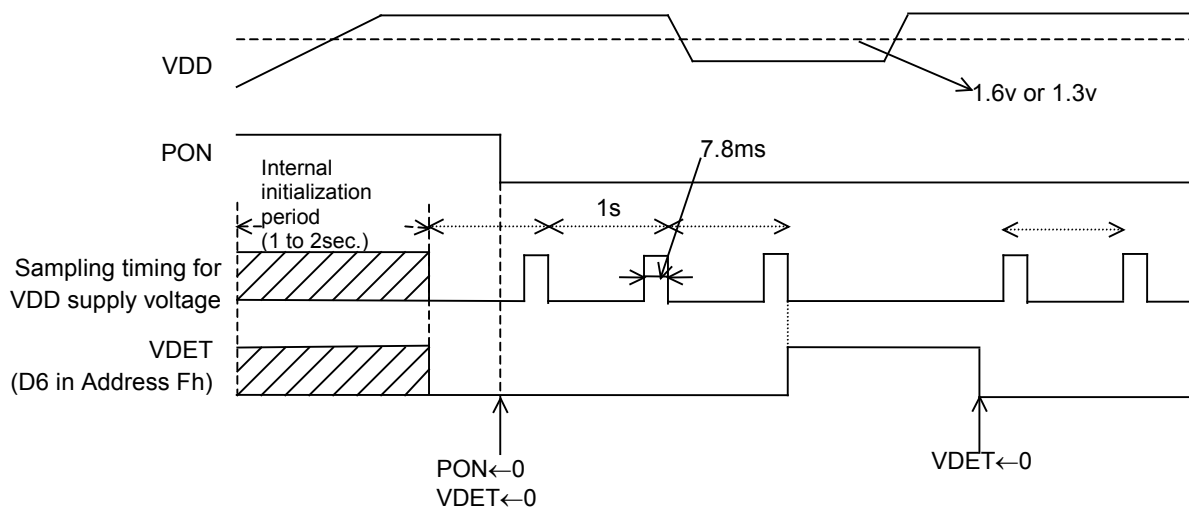 VDD
1.6v or 1.3v
PON
7.8ms
Internal
initialization
period
(1 to 2sec.)
1s
Sampling timing for
VDD supply voltage
VDET
(D6 in Address Fh)
PON←0
VDET←0
VDET←0